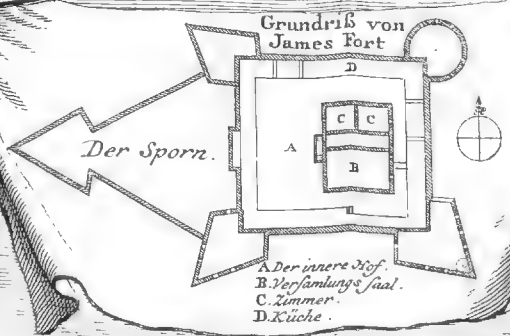 Grundriß von
James Fort
D
C C
A
Der Sporn.
B
A Der innere Hof.
B. Versamlungs saal.
C. Zimmer.
D. Küche.